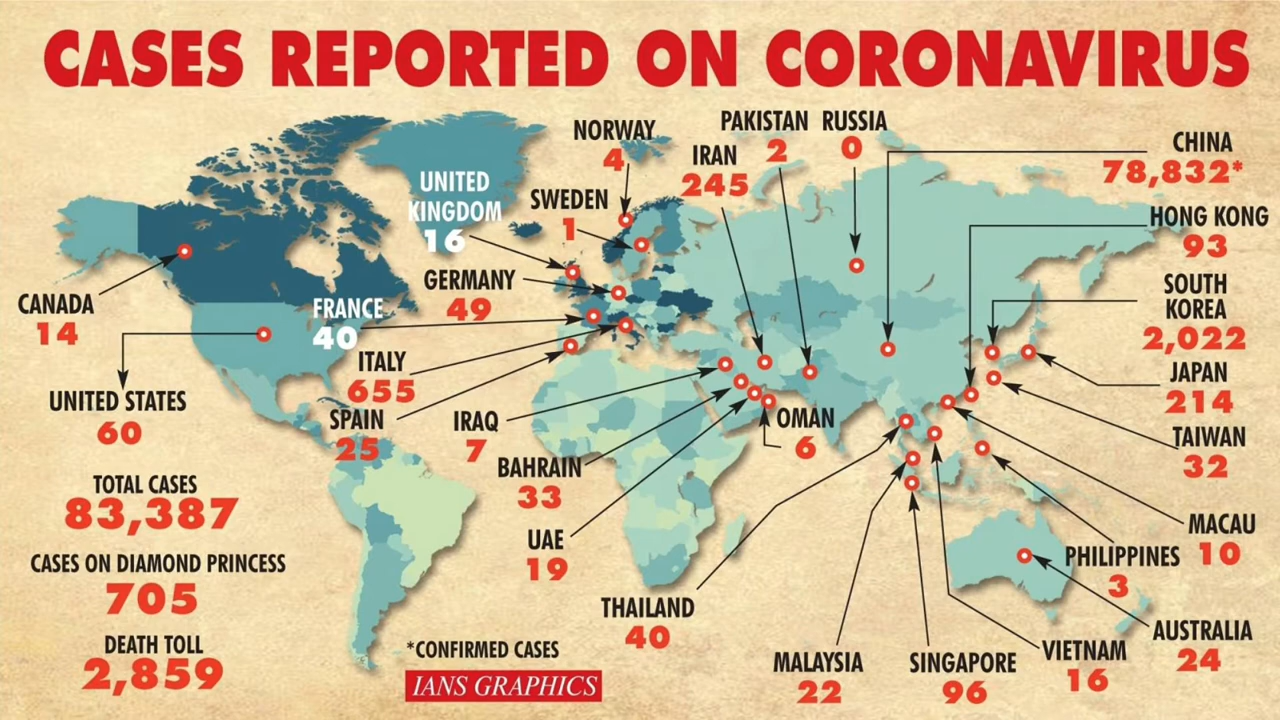 CASES REPORTED ON CORONAVIRUS
NORWAY
4
PAKISTAN
2
RUSSIA
0
IRAN
245
CHINA
78,832*
UNITED
KINGDOM
16
SWEDEN
1
HONG KONG
93
GERMANY
49
SOUTH
KOREA
2,022
CANADA
14
FRANCE
40
ITALY
655
JAPAN
214
UNITED STATES
60
SPAIN
25
IRAQ
7
OMAN
6
TAIWAN
32
BAHRAIN
33
TOTAL CASES
83,387
UAE
19
MACAU
10
CASES ON DIAMOND PRINCESS
705
PHILIPPINES
3
THAILAND
40
AUSTRALIA
24
DEATH TOLL
2,859
*CONFIRMED CASES
MALAYSIA
22
SINGAPORE
96
VIETNAM
16
IANS GRAPHICS